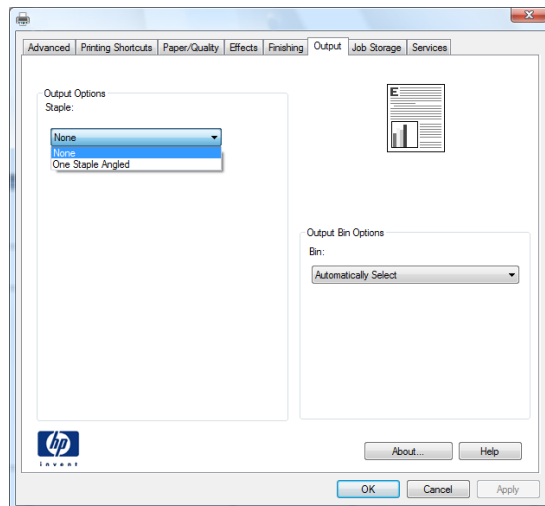 Advanced Printing Shortcuts Paper/Quality Effects Finishing Output Job Storage Services
Output Options
Staple:
None
None
One Staple Angled
E
Output Bin Options
Bin:
Automatically Select
hp
invent
About... Help
OK Cancel Apply